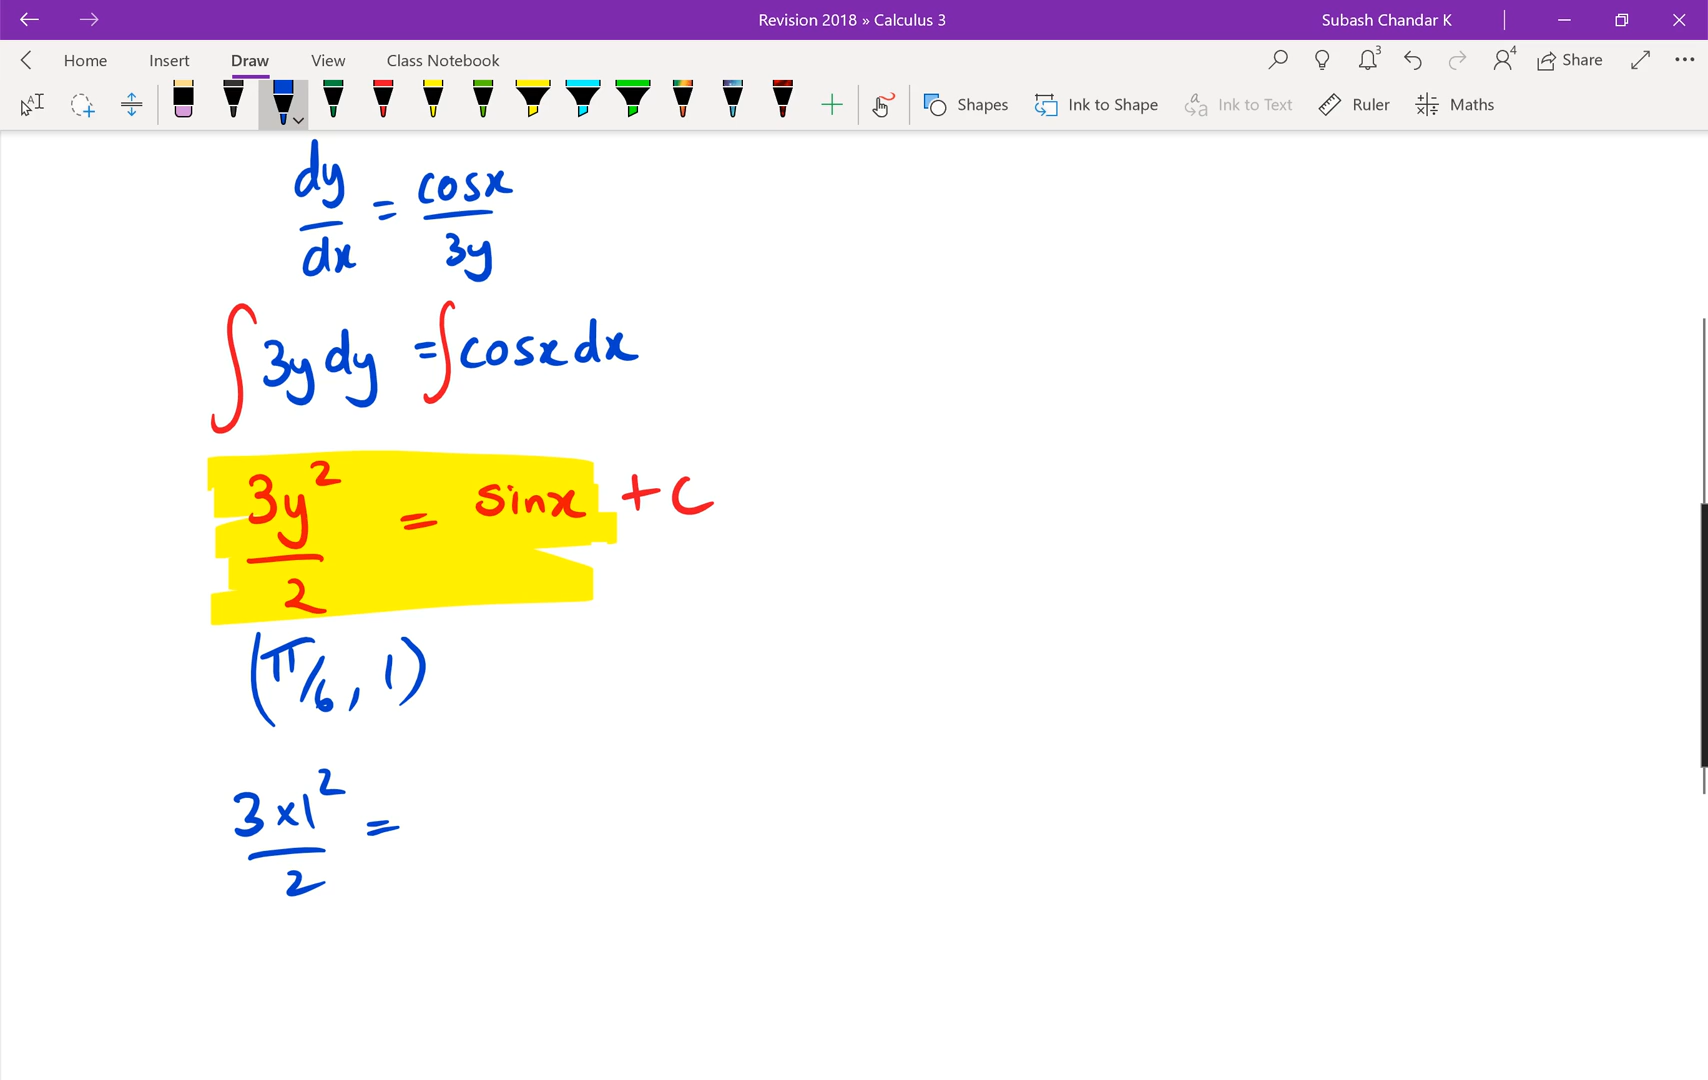 Revision 2018 » Calculus 3
Subash Chandar K
Home Insert Draw View Class Notebook
3 4 Share
Shapes Ink to Shape Ink to Text Ruler Maths
dy/dx = cosx/3y
∫ 3y dy = ∫ cosx dx
3y²/2 = sinx + C
(π/6, 1)
3×1²/2 =